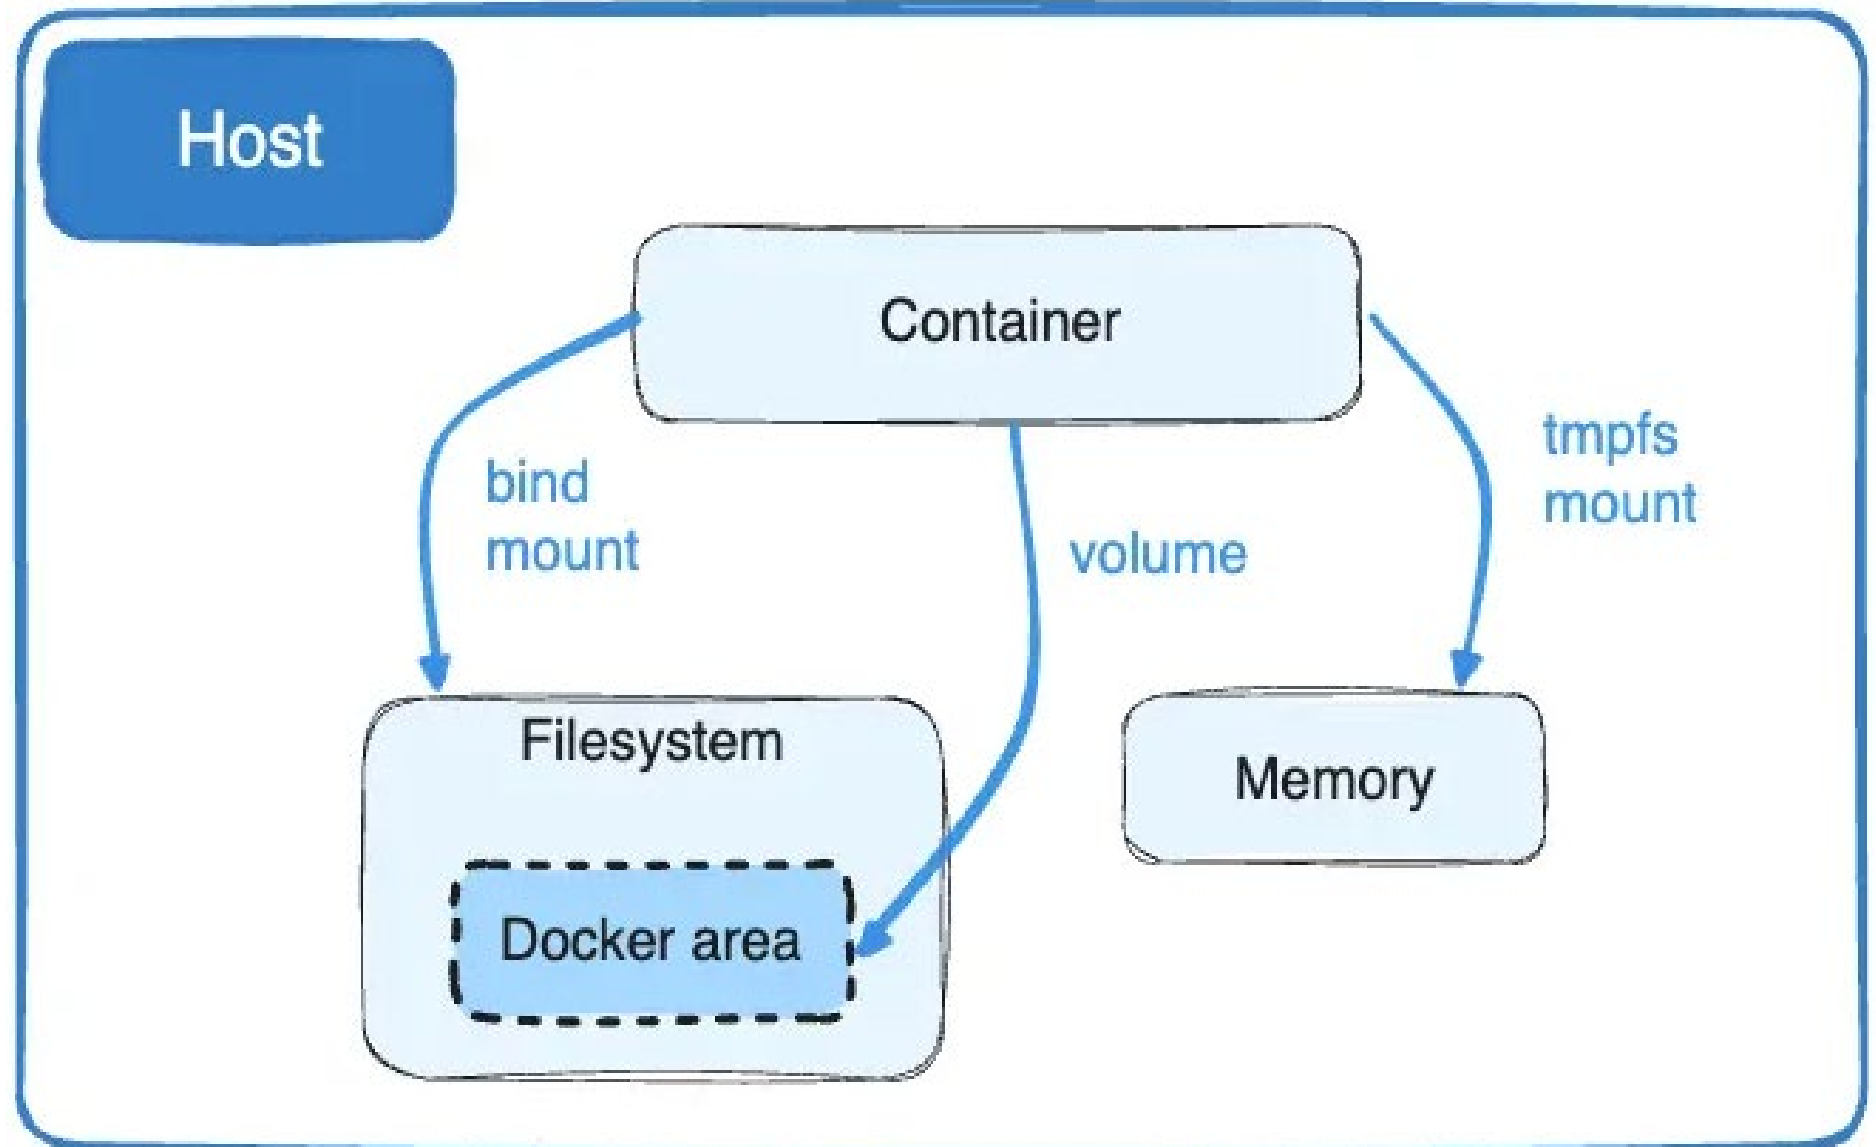 Host
Container
bind
mount
volume
tmpfs
mount
Filesystem
Docker area
Memory